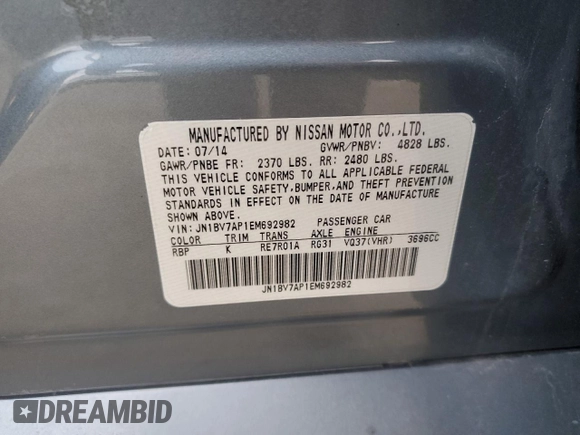 MANUFACTURED BY NISSAN MOTOR CO.,LTD.
DATE: 07/14 GVWR/PNBV: 4828 LBS.
GAWR/PNBE FR: 2370 LBS. RR: 2480 LBS.
THIS VEHICLE CONFORMS TO ALL APPLICABLE FEDERAL
MOTOR VEHICLE SAFETY,BUMPER,AND THEFT PREVENTION
STANDARDS IN EFFECT ON THE DATE OF MANUFACTURE
SHOWN ABOVE.
VIN: JN1BV7AP1EM692982 PASSENGER CAR
COLOR TRIM TRANS AXLE ENGINE
RBP K RE7R01A RG31 VQ37(VHR) 3696CC
JN1BV7AP1EM692982
DREAMBID